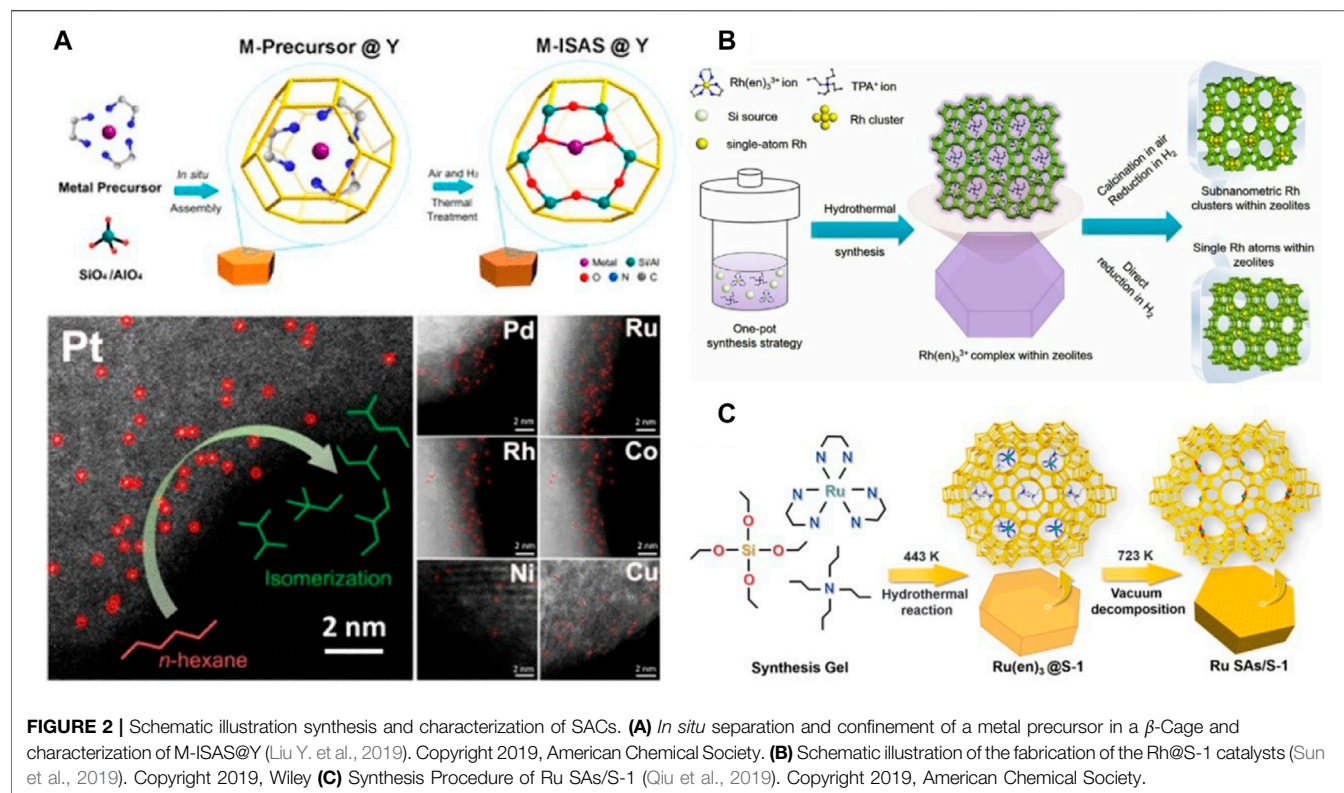 A
M-Precursor @ Y
M-ISAS@ Y
Metal Precursor
SiO₄ /AlO₄
In situ
Assembly
Air and H₂
Thermal
Treatment
Metal Si/Al
O N C
Pt
Isomerization
n-hexane
2 nm
Pd
2 nm
Ru
2 nm
Rh
2 nm
Co
2 nm
Ni
2 nm
Cu
2 nm
B
Rh(en)₃³⁺ ion
TPA⁺ ion
Si source
Rh cluster
single-atom Rh
One-pot
synthesis strategy
Hydrothermal
synthesis
Rh(en)₃³⁺ complex within zeolites
Calcination in air
Reduction in H₂
Direct
reduction in H₂
Subnanometric Rh
clusters within zeolites
Single Rh atoms within
zeolites
C
N N
N Ru N
N N
O
O Si O
O
N
Synthesis Gel
443 K
Hydrothermal
reaction
Ru(en)₃ @S-1
723 K
Vacuum
decomposition
Ru SAs/S-1
FIGURE 2 | Schematic illustration synthesis and characterization of SACs. (A) In situ separation and confinement of a metal precursor in a β-Cage and
characterization of M-ISAS@Y (Liu Y. et al., 2019). Copyright 2019, American Chemical Society. (B) Schematic illustration of the fabrication of the Rh@S-1 catalysts (Sun
et al., 2019). Copyright 2019, Wiley (C) Synthesis Procedure of Ru SAs/S-1 (Qiu et al., 2019). Copyright 2019, American Chemical Society.